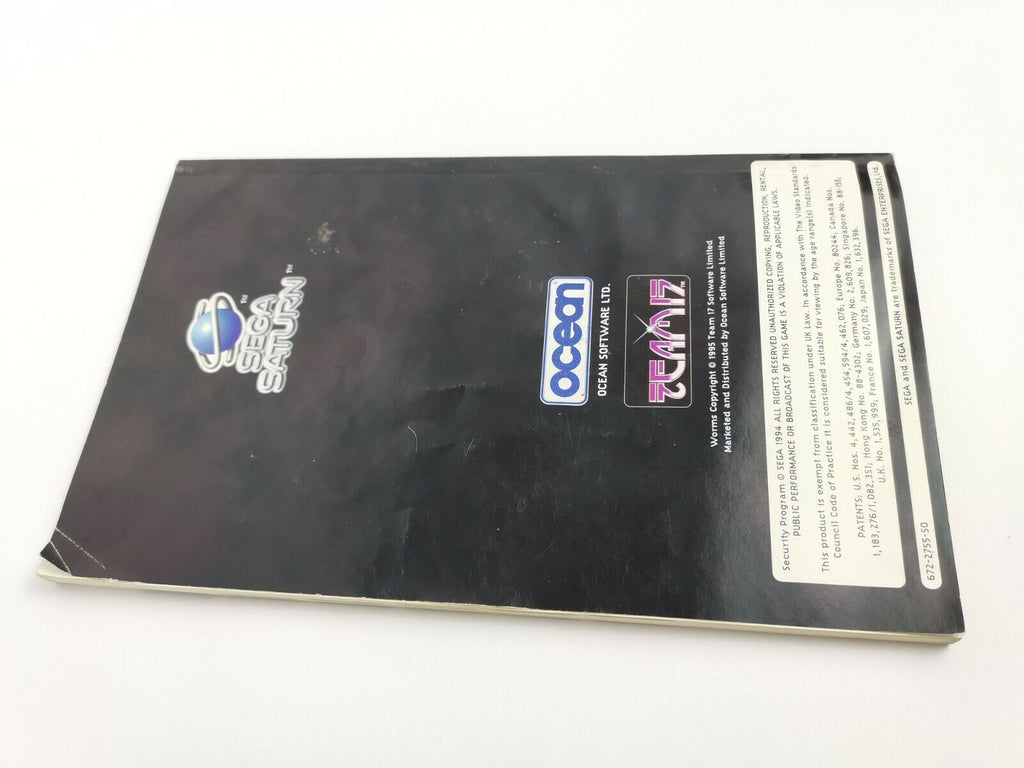 SEGA
SATURN™
ocean
OCEAN SOFTWARE LTD.
TEAM17
Worms Copyright © 1995 Team 17 Software Limited
Marketed and Distributed by Ocean Software Limited
Security Program © SEGA 1994 ALL RIGHTS RESERVED UNAUTHORIZED COPYING, REPRODUCTION, RENTAL,
PUBLIC PERFORMANCE OR BROADCAST OF THIS GAME IS A VIOLATION OF APPLICABLE LAWS.
This product is exempt from classification under UK Law. In accordance with The Video Standards
Council Code of Practice it is considered suitable for viewing by the age range(s) indicated.
PATENTS: U.S. Nos. 4,442,486/4,454,594/4,462,076; Europe No. 80244; Canada Nos.
1,183,276/1,082,351; Hong Kong No. 88-4302; Germany No. 2,609,826; Singapore No. 88-155;
U.K. No. 1,535,999; France No. 1,607,029; Japan No. 1,632,396
SEGA and SEGA SATURN are trademarks of SEGA ENTERPRISES, Ltd.
672-2755-50